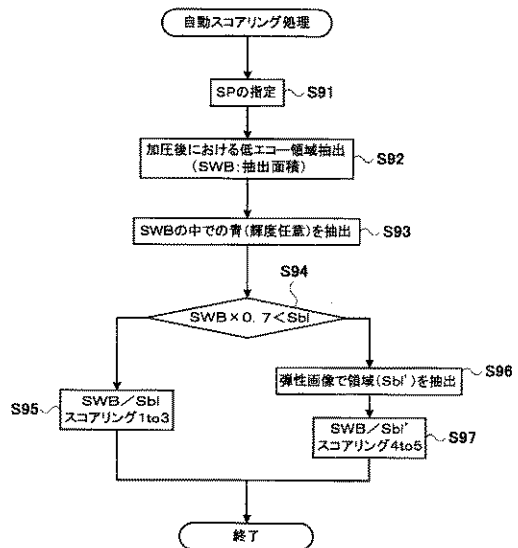 自動スコアリング処理
SPの指定
S91
加圧後における低エコー領域抽出
(SWB:抽出面積)
S92
SWBの中での青(輝度任意)を抽出
S93
S94
SWB×0.7<Sbl
弾性画像で領域(Sbl')を抽出
S96
S95
SWB/Sbl
スコアリング1to3
SWB/Sbl'
スコアリング4to5
S97
終了